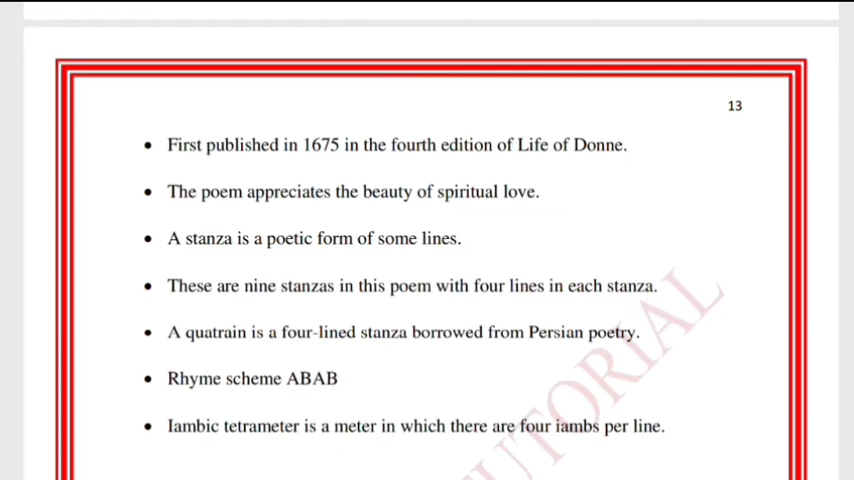 13
• First published in 1675 in the fourth edition of Life of Donne.
• The poem appreciates the beauty of spiritual love.
• A stanza is a poetic form of some lines.
• These are nine stanzas in this poem with four lines in each stanza.
• A quatrain is a four-lined stanza borrowed from Persian poetry.
• Rhyme scheme ABAB
• Iambic tetrameter is a meter in which there are four iambs per line.
TUTORIAL